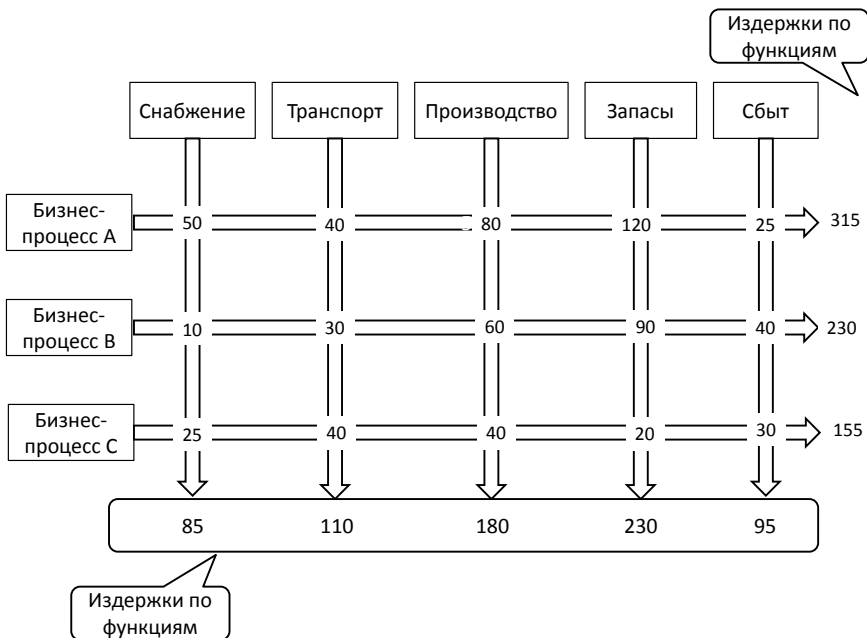 Издержки по
функциям
Снабжение
Транспорт
Производство
Запасы
Сбыт
Бизнес-
процесс А
50
40
80
120
25
315
Бизнес-
процесс В
10
30
60
90
40
230
Бизнес-
процесс С
25
40
40
20
30
155
85
110
180
230
95
Издержки по
функциям